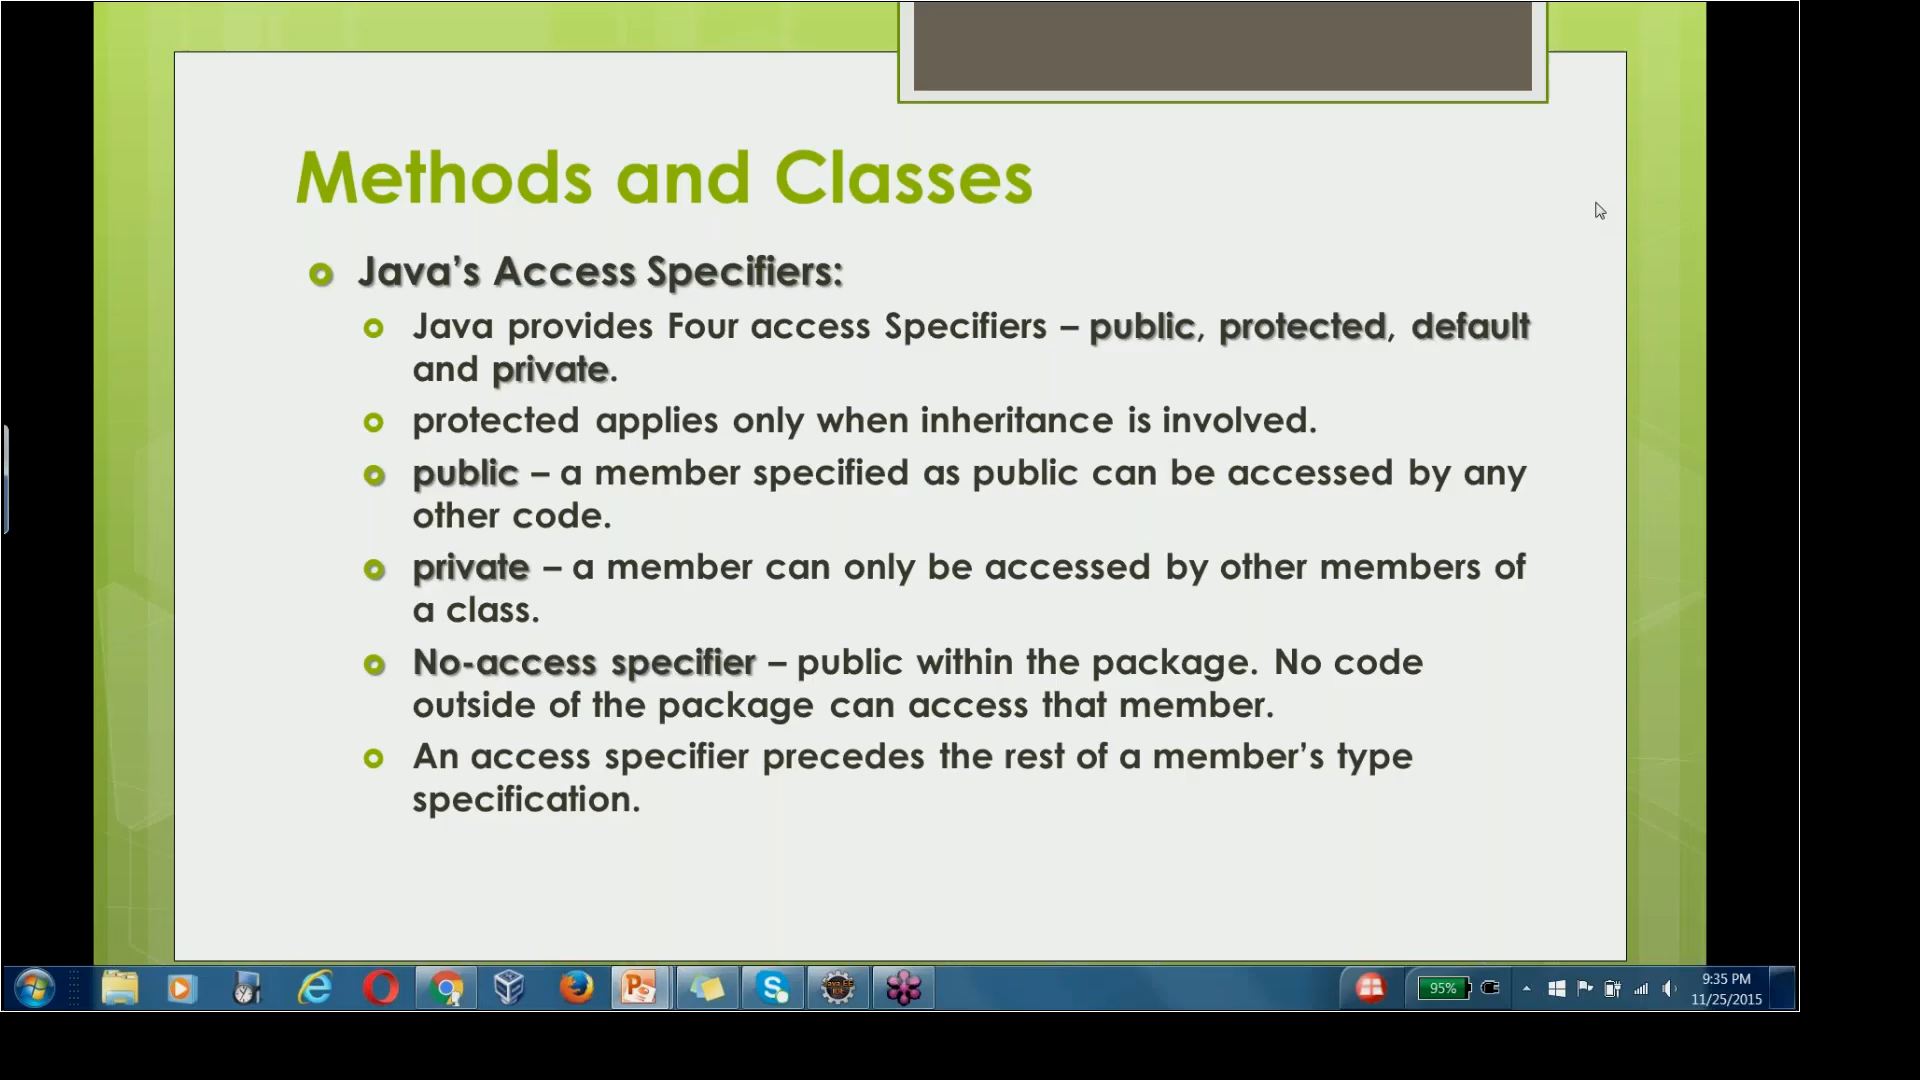 Methods and Classes
Java’s Access Specifiers:
Java provides Four access Specifiers – public, protected, default
and private.
protected applies only when inheritance is involved.
public – a member specified as public can be accessed by any
other code.
private – a member can only be accessed by other members of
a class.
No-access specifier – public within the package. No code
outside of the package can access that member.
An access specifier precedes the rest of a member’s type
specification.
95%
9:35 PM
11/25/2015